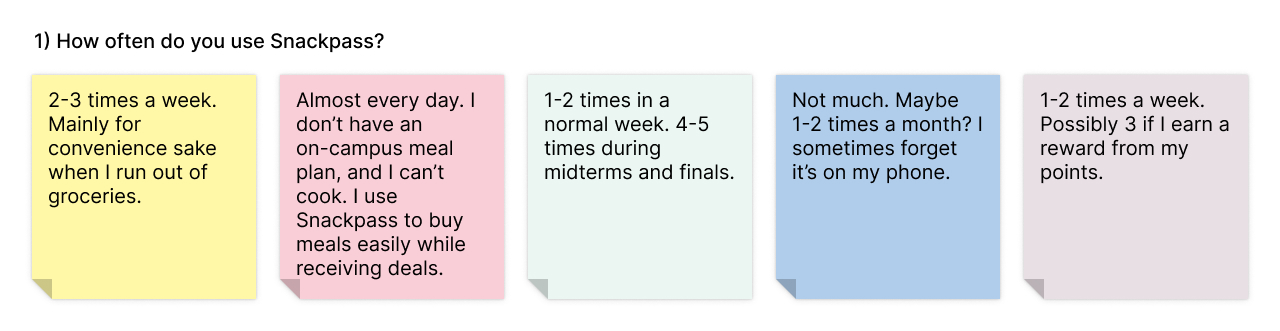 1) How often do you use Snackpass?
2-3 times a week.
Mainly for
convenience sake
when I run out of
groceries.
Almost every day. I
don’t have an
on-campus meal
plan, and I can’t
cook. I use
Snackpass to buy
meals easily while
receiving deals.
1-2 times in a
normal week. 4-5
times during
midterms and finals.
Not much. Maybe
1-2 times a month? I
sometimes forget
it’s on my phone.
1-2 times a week.
Possibly 3 if I earn a
reward from my
points.